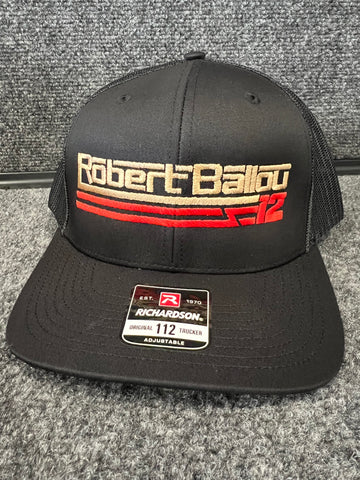 Robert Ballou
12
EST. R 1970
RICHARDSON®
ORIGINAL 112 TRUCKER
ADJUSTABLE